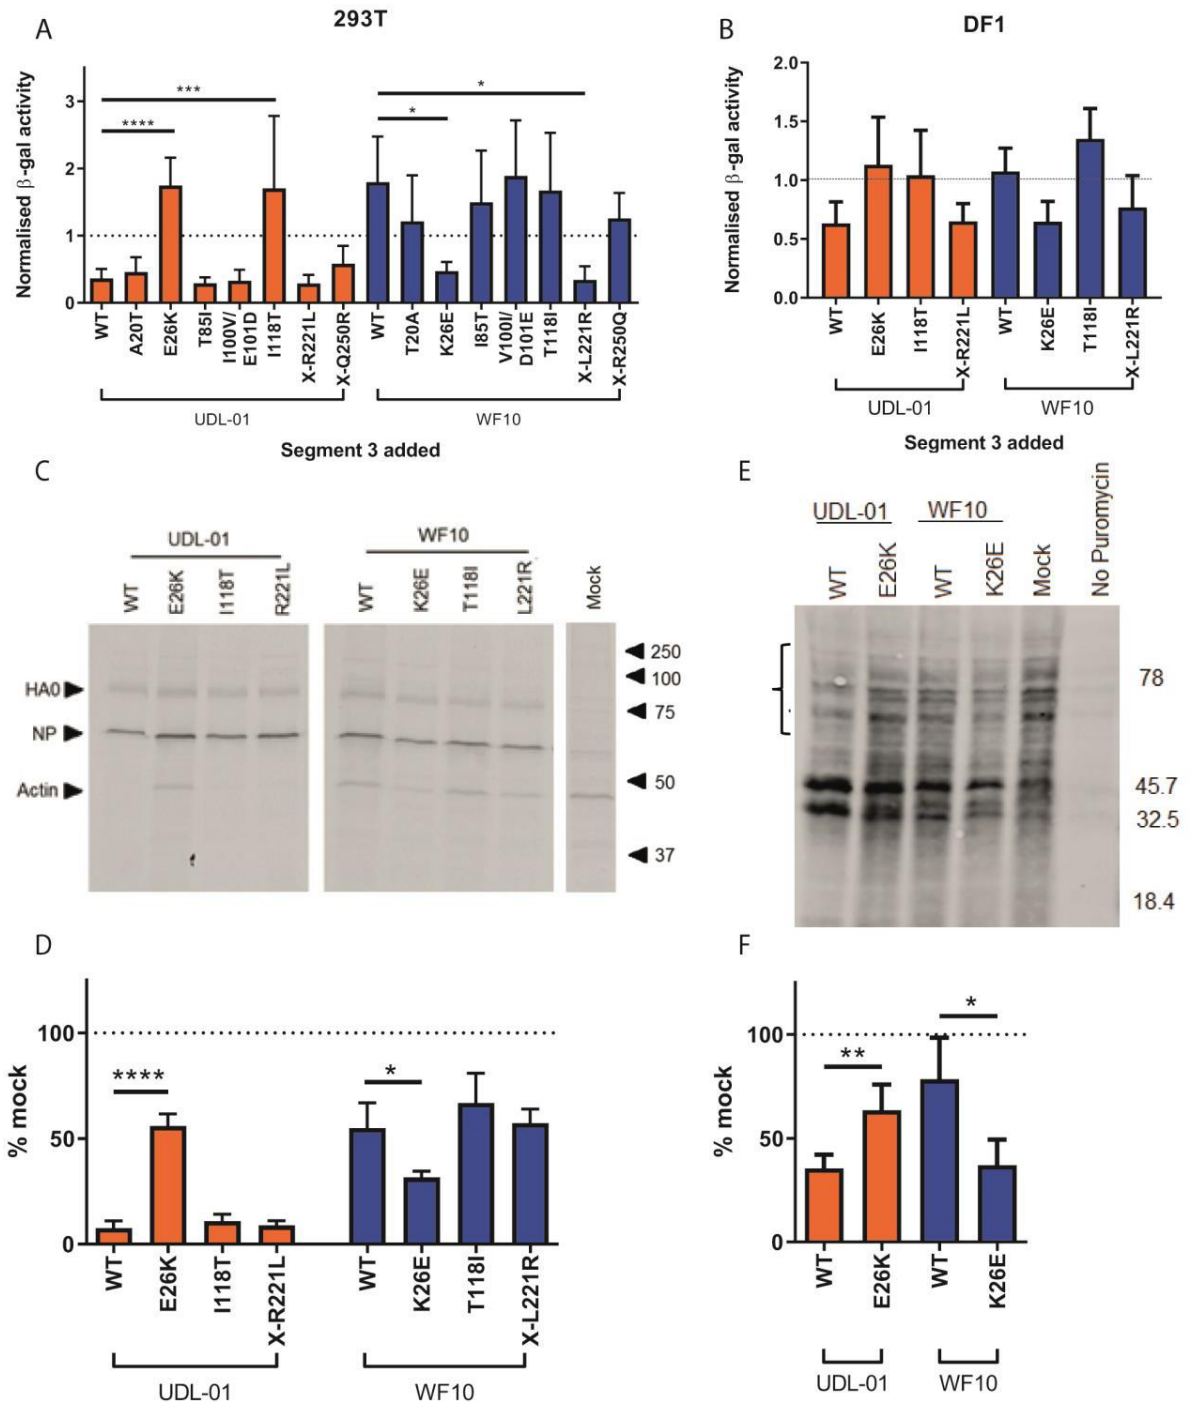 A
293T
Normalised β-gal activity
3
2
1
0
***
****
*
*
WT
A20T
E26K
T85I
I100V/
E101D
I118T
X-R221L
X-Q250R
WT
T20A
K26E
I85T
V100I/
D101E
T118I
X-L221R
X-R250Q
UDL-01
WF10
Segment 3 added
B
DF1
Normalised β-gal activity
2.0
1.5
1.0
0.5
0.0
WT
E26K
I118T
X-R221L
WT
K26E
T118I
X-L221R
UDL-01
WF10
Segment 3 added
C
UDL-01
WF10
WT
E26K
I118T
R221L
WT
K26E
T118I
L221R
Mock
HA0
NP
Actin
250
100
75
50
37
E
UDL-01
WF10
WT
E26K
WT
K26E
Mock
No Puromycin
78
45.7
32.5
18.4
D
% mock
100
50
0
****
*
WT
E26K
I118T
X-R221L
WT
K26E
T118I
X-L221R
UDL-01
WF10
F
% mock
100
50
0
**
*
WT
E26K
WT
K26E
UDL-01
WF10